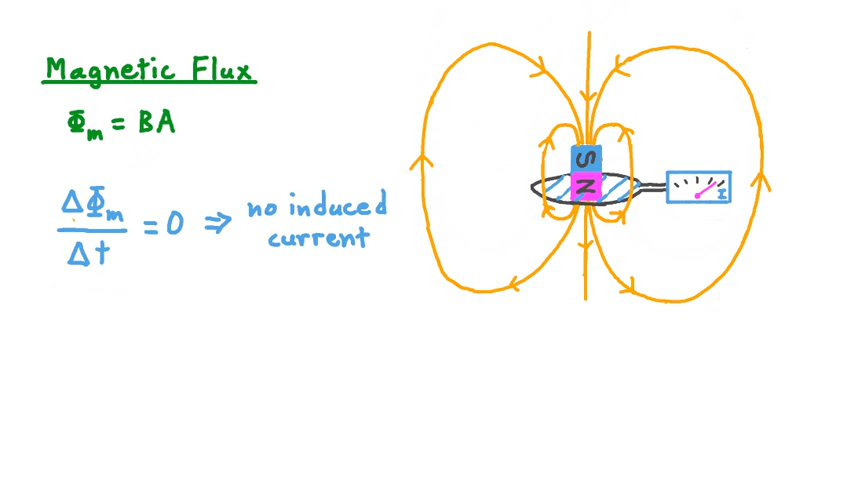 Magnetic Flux
Φm = BA
ΔΦm/Δt = 0 ⇒ no induced
current
S
N
I